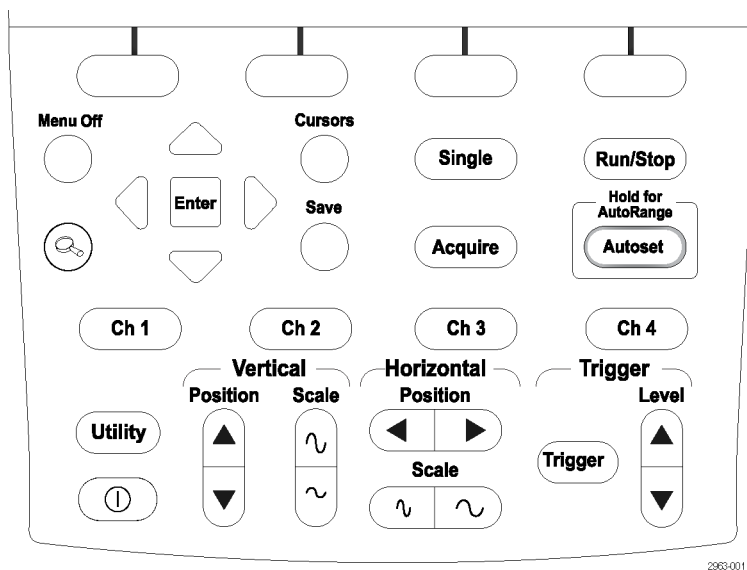 Menu Off
Cursors
Single
Run/Stop
Enter
Save
Hold for
AutoRange
Acquire
Autoset
Ch 1
Ch 2
Ch 3
Ch 4
Vertical
Horizontal
Trigger
Position
Scale
Position
Level
Utility
Scale
Trigger
2963-001